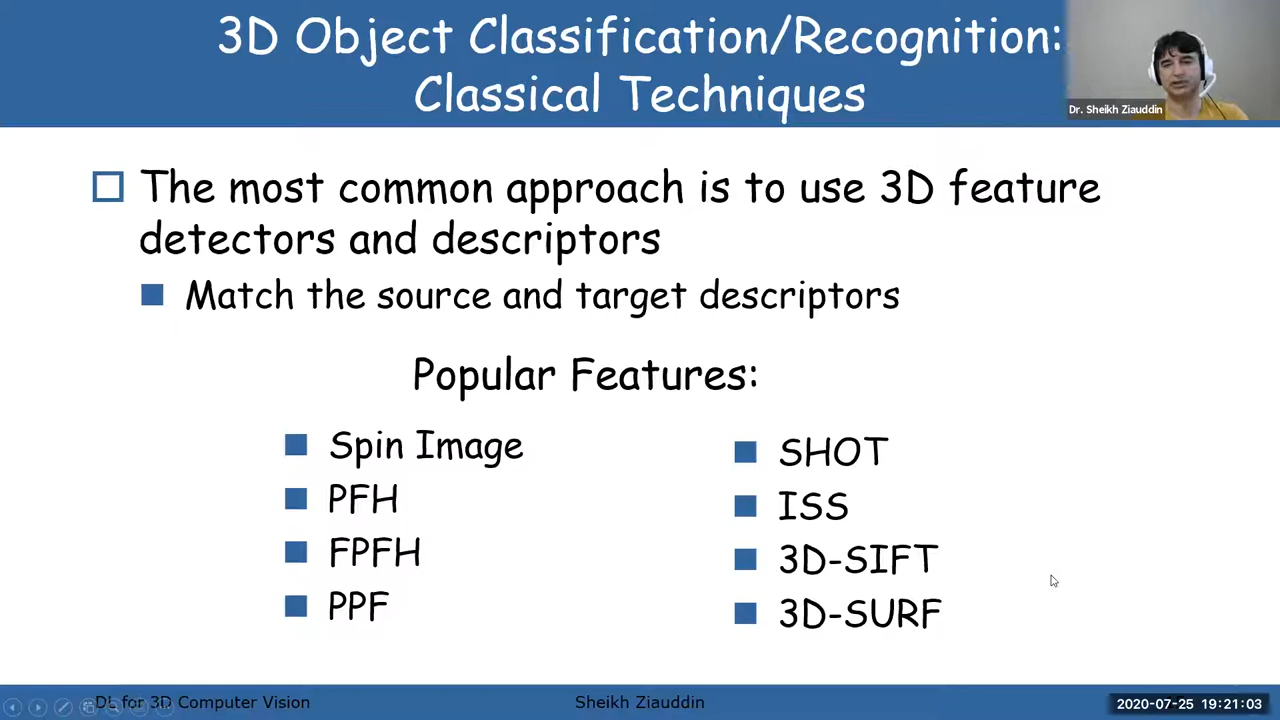 3D Object Classification/Recognition:
Classical Techniques
Dr. Sheikh Ziauddin
The most common approach is to use 3D feature
detectors and descriptors
Match the source and target descriptors
Popular Features:
Spin Image
PFH
FPFH
PPF
SHOT
ISS
3D-SIFT
3D-SURF
DL for 3D Computer Vision
Sheikh Ziauddin
2020-07-25 19:21:03